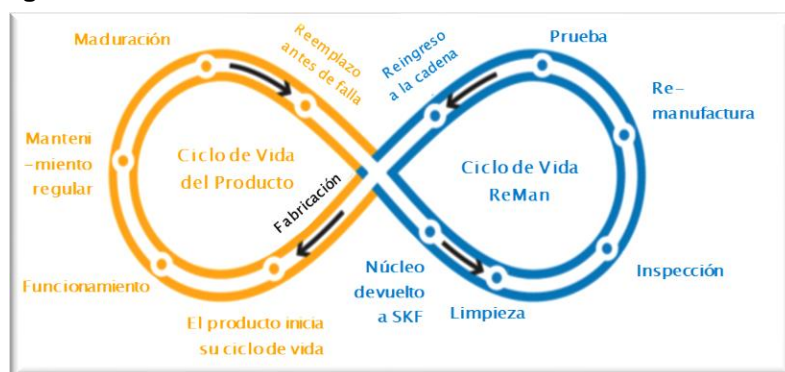 Maduración
Reemplazo
antes de falla
Reingreso
a la cadena
Prueba
Re-
manufactura
Manteni
-miento
regular
Ciclo de Vida
del Producto
Ciclo de Vida
ReMan
Fabricación
Funcionamiento
El producto inicia
su ciclo de vida
Núcleo
devuelto
a SKF
Limpieza
Inspección